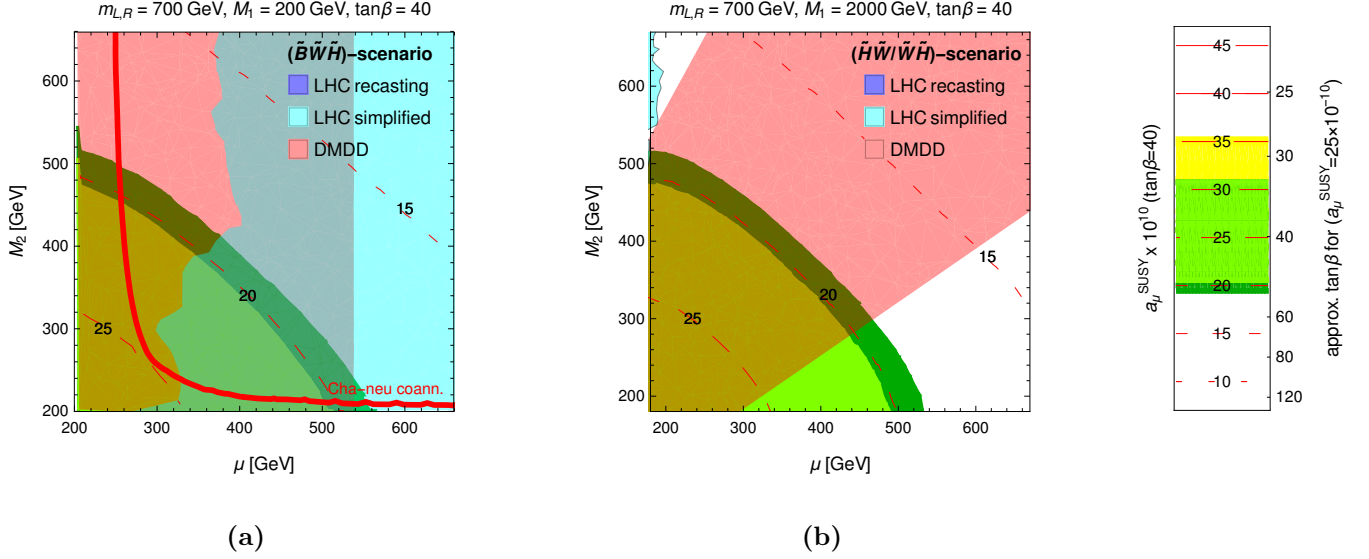 m_{L,R} = 700 GeV, M_1 = 200 GeV, tanβ = 40
(B̃W̃H̃)−scenario
LHC recasting
LHC simplified
DMDD
15
20
25
Cha−neu coann.
600
500
400
300
200
M_2 [GeV]
200 300 400 500 600
μ [GeV]
(a)
m_{L,R} = 700 GeV, M_1 = 2000 GeV, tanβ = 40
(H̃W̃/W̃H̃)−scenario
LHC recasting
LHC simplified
DMDD
15
20
25
600
500
400
300
200
M_2 [GeV]
200 300 400 500 600
μ [GeV]
(b)
a_μ^{SUSY} x 10^{10} (tanβ=40)
45
40
35
30
25
20
15
10
25
30
40
60
80
120
approx. tanβ for (a_μ^{SUSY}=25×10^{−10})